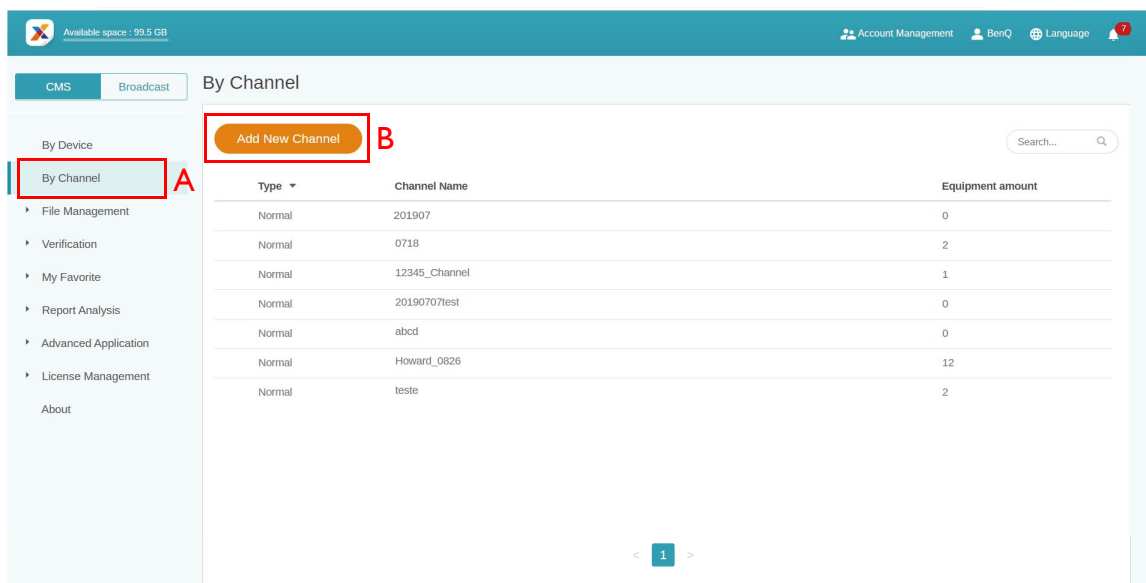 Available space : 99.5 GB
Account Management BenQ Language 7
CMS Broadcast
By Channel
Add New Channel B
Search...
By Device
By Channel A
File Management
Verification
My Favorite
Report Analysis
Advanced Application
License Management
About
Type Channel Name Equipment amount
Normal 201907 0
Normal 0718 2
Normal 12345_Channel 1
Normal 20190707test 0
Normal abcd 0
Normal Howard_0826 12
Normal teste 2
< 1 >